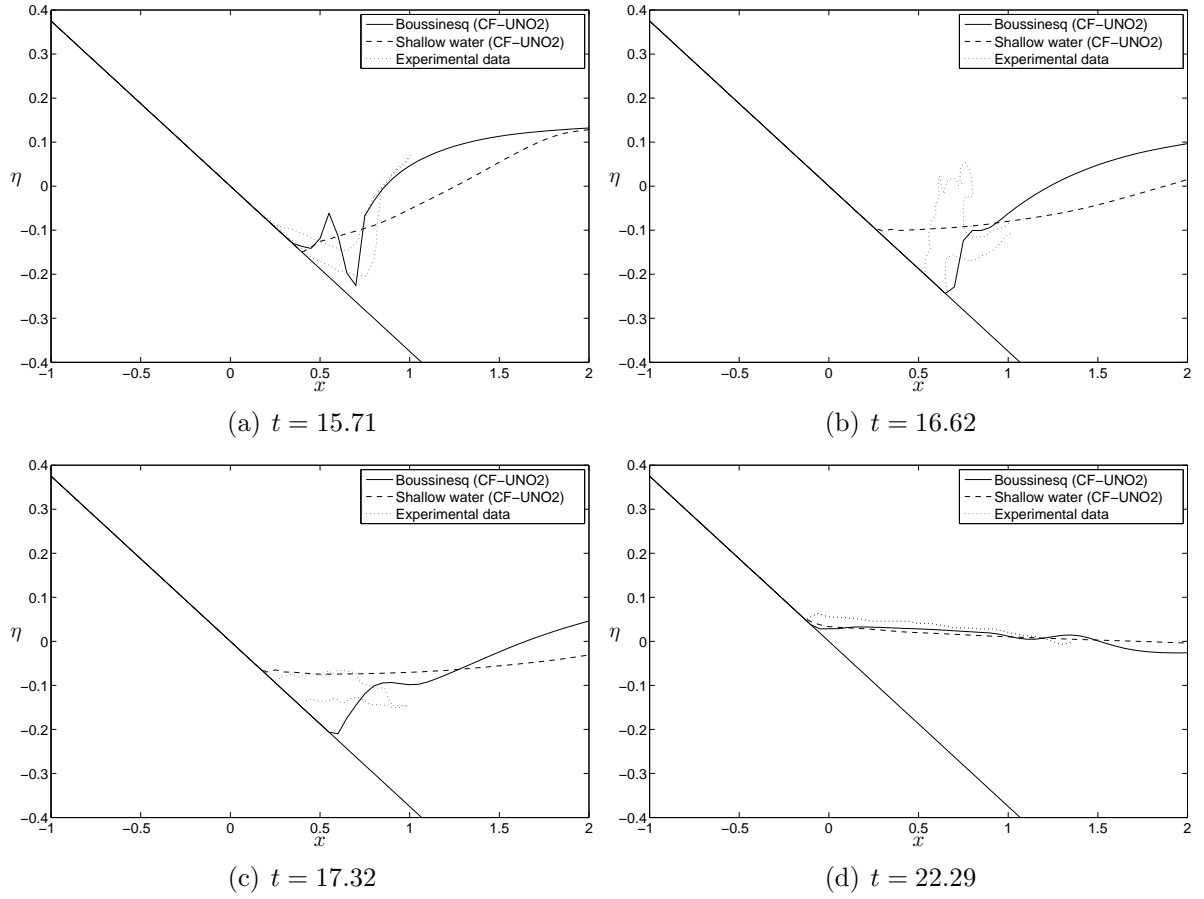 0.4
0.3
0.2
0.1
0
−0.1
−0.2
−0.3
−0.4
η
−1
−0.5
0
0.5
1
1.5
2
x
Boussinesq (CF−UNO2)
Shallow water (CF−UNO2)
Experimental data
(a) t = 15.71
0.4
0.3
0.2
0.1
0
−0.1
−0.2
−0.3
−0.4
η
−1
−0.5
0
0.5
1
1.5
2
x
Boussinesq (CF−UNO2)
Shallow water (CF−UNO2)
Experimental data
(b) t = 16.62
0.4
0.3
0.2
0.1
0
−0.1
−0.2
−0.3
−0.4
η
−1
−0.5
0
0.5
1
1.5
2
x
Boussinesq (CF−UNO2)
Shallow water (CF−UNO2)
Experimental data
(c) t = 17.32
0.4
0.3
0.2
0.1
0
−0.1
−0.2
−0.3
−0.4
η
−1
−0.5
0
0.5
1
1.5
2
x
Boussinesq (CF−UNO2)
Shallow water (CF−UNO2)
Experimental data
(d) t = 22.29